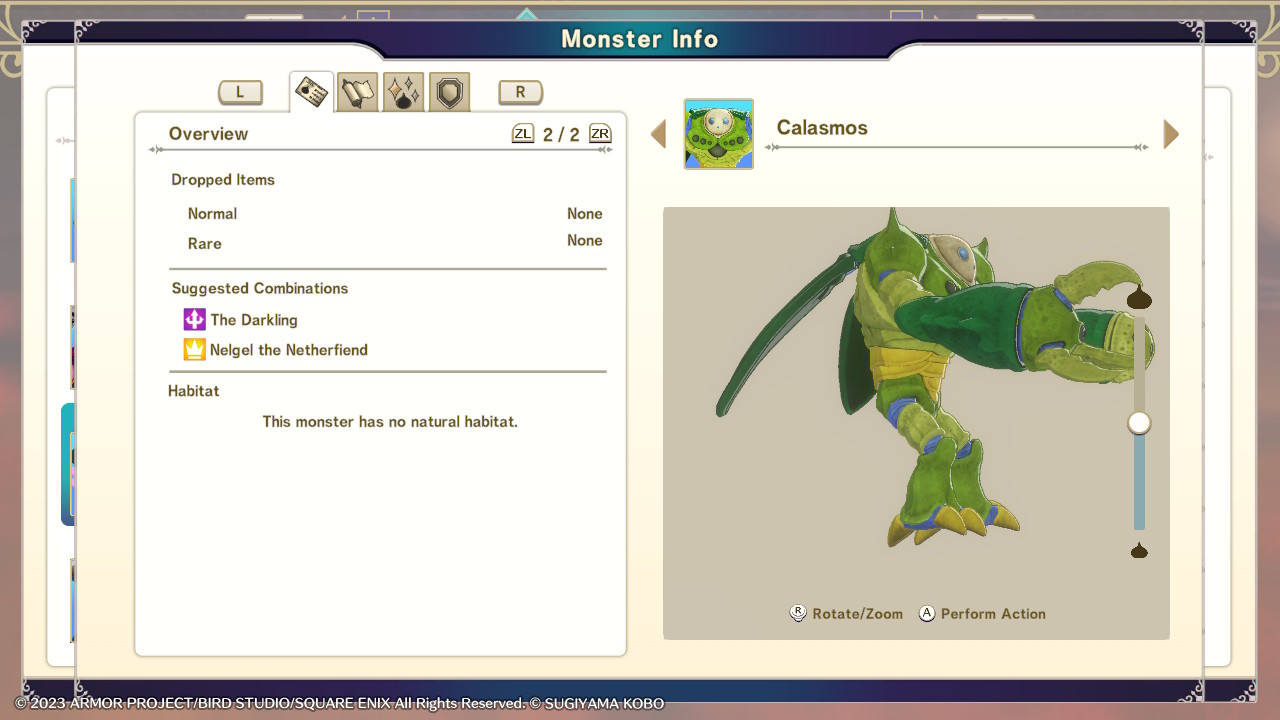 Monster Info
L
R
Overview
ZL 2 / 2 ZR
Dropped Items
Normal None
Rare None
Suggested Combinations
The Darkling
Nelgel the Netherfiend
Habitat
This monster has no natural habitat.
Calasmos
R Rotate/Zoom A Perform Action
© 2023 ARMOR PROJECT/BIRD STUDIO/SQUARE ENIX All Rights Reserved. © SUGIYAMA KOBO